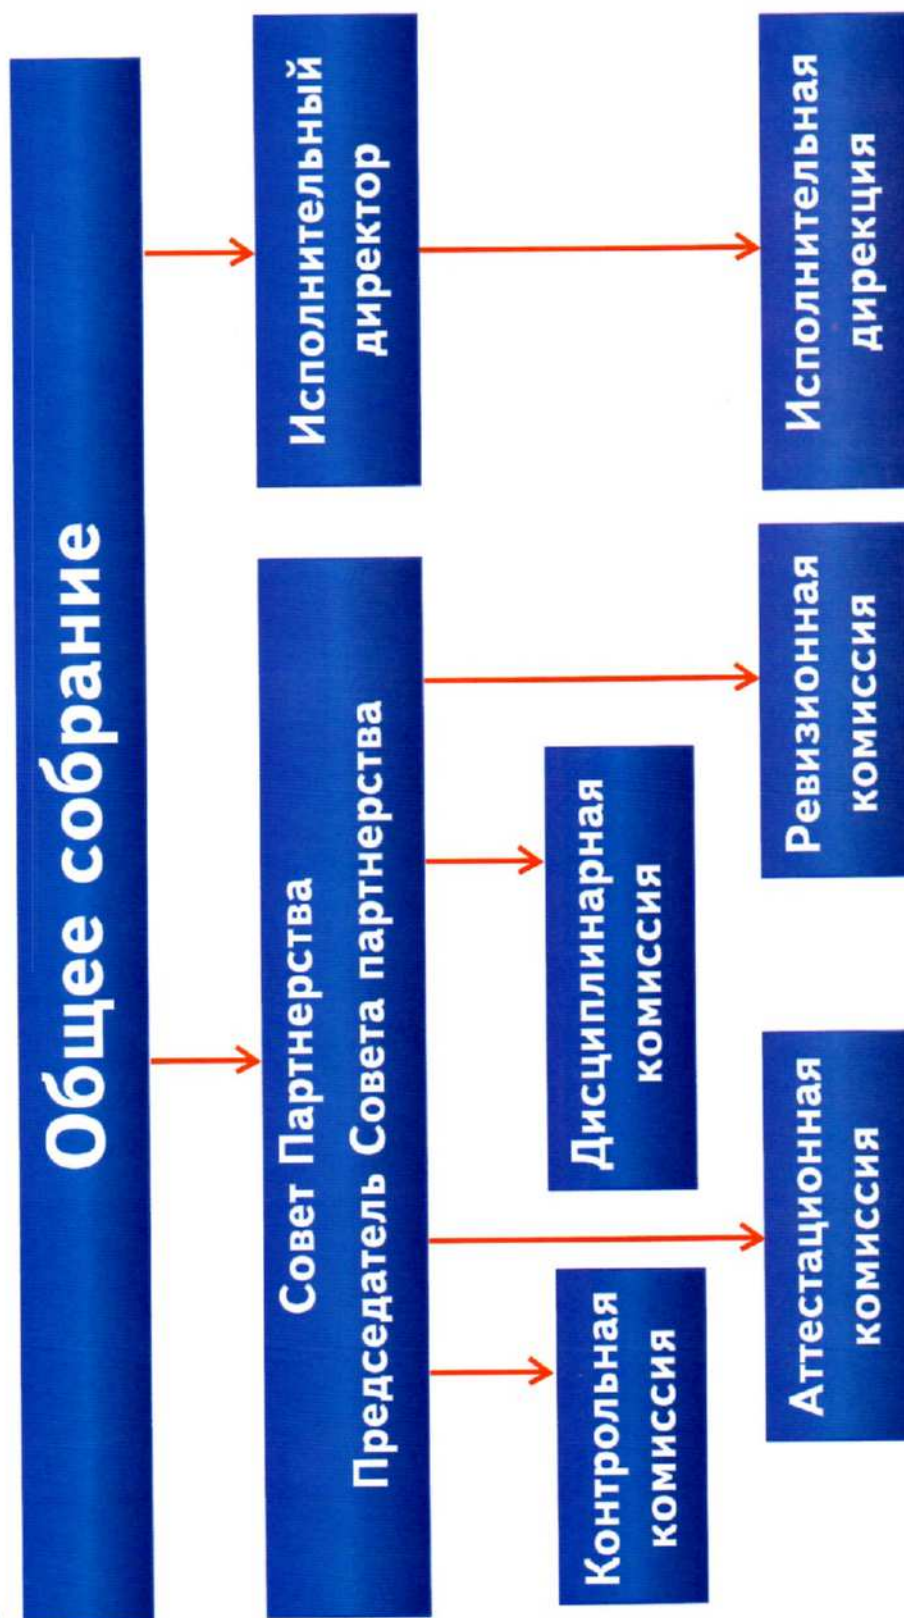 Общее собрание
Совет Партнерства
Председатель Совета партнерства
Исполнительный
директор
Контрольная
комиссия
Дисциплинарная
комиссия
Аттестационная
комиссия
Ревизионная
комиссия
Исполнительная
дирекция